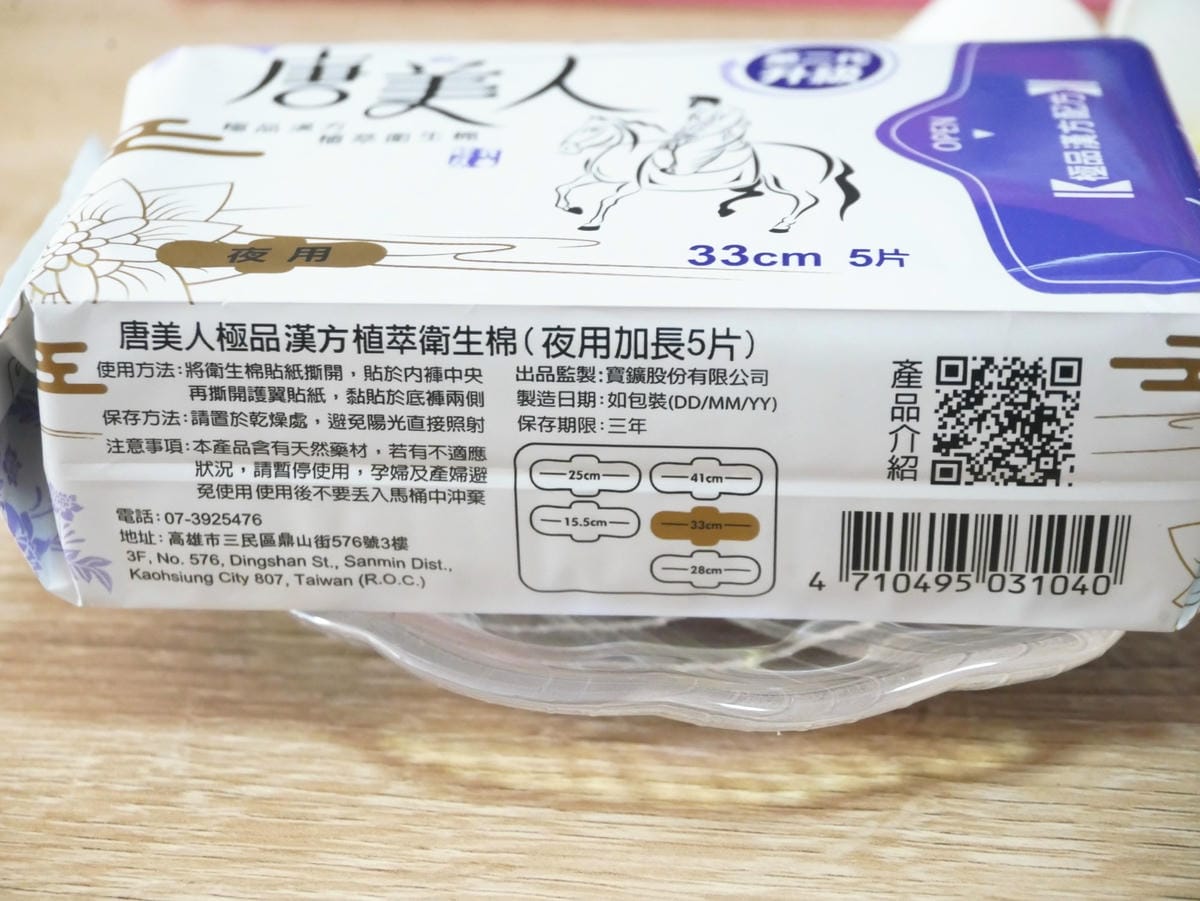 唐美人
極品漢方
植萃衛生棉
升級
OPEN
【極品漢方配方】
夜用
33cm 5片
唐美人極品漢方植萃衛生棉(夜用加長5片)
使用方法:將衛生棉貼紙撕開,貼於內褲中央
再撕開護翼貼紙,黏貼於底褲兩側
保存方法:請置於乾燥處,避免陽光直接照射
注意事項:本產品含有天然藥材,若有不適應
狀況,請暫停使用,孕婦及產婦避
免使用使用後不要丟入馬桶中沖棄
電話:07-3925476
地址:高雄市三民區鼎山街576號3樓
3F, No. 576, Dingshan St., Sanmin Dist.,
Kaohsiung City 807, Taiwan (R.O.C.)
出品監製:寶鑛股份有限公司
製造日期:如包裝(DD/MM/YY)
保存期限:三年
25cm
41cm
15.5cm
33cm
28cm
產品介紹
4 710495 031040